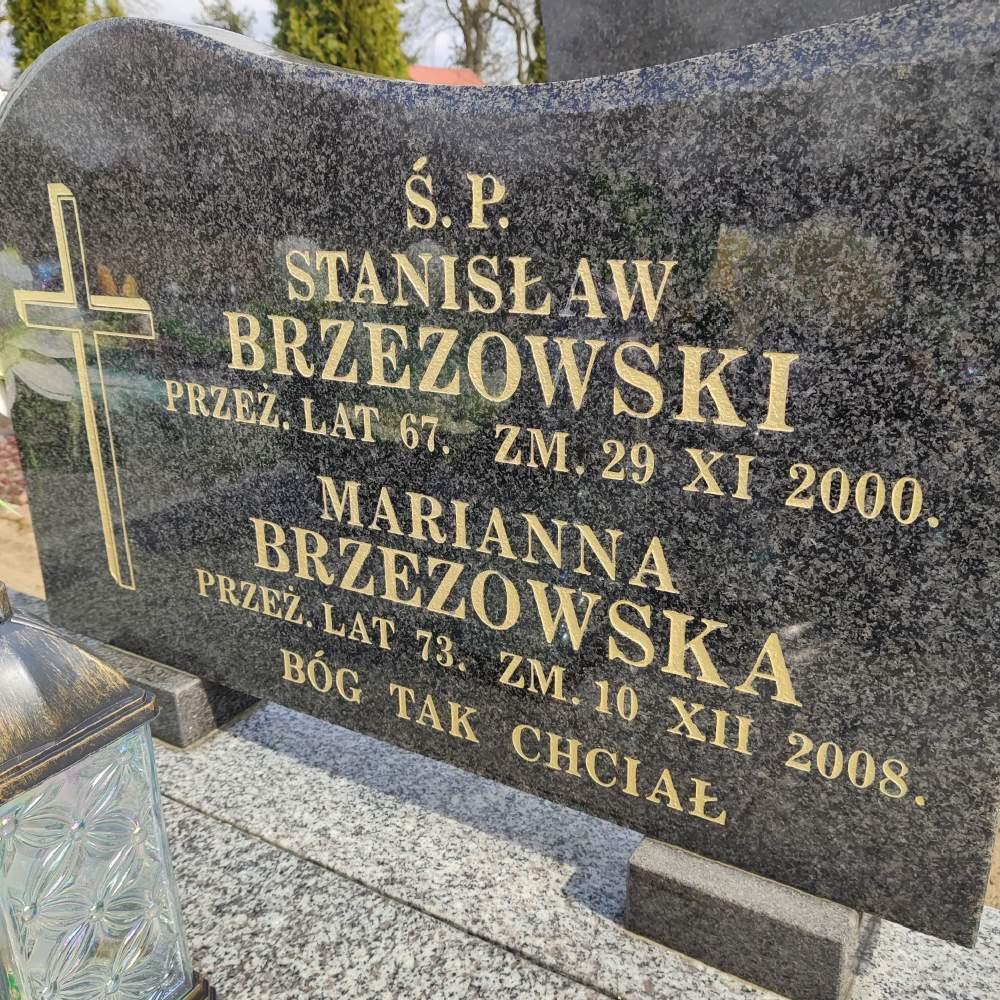 Ś. P.
STANISŁAW
BRZEZOWSKI
PRZEŻ. LAT 67. ZM. 29 XI 2000.
MARIANNA
BRZEZOWSKA
PRZEŻ. LAT 73. ZM. 10 XII 2008.
BÓG TAK CHCIAŁ